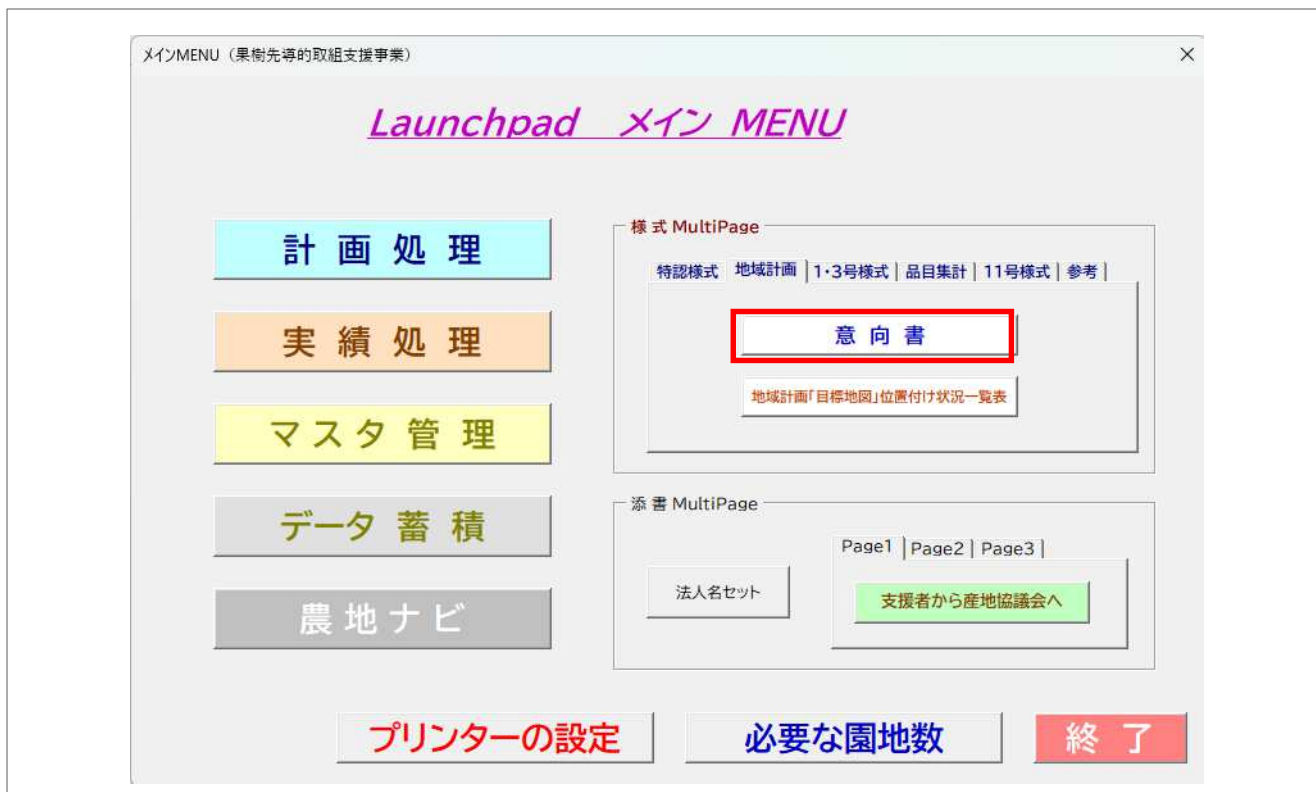 メインMENU（果樹先導的取組支援事業）
Launchpad メイン MENU
計 画 処 理
実 績 処 理
マ ス タ 管 理
デ ー タ 蓄 積
農 地 ナ ビ
様 式 MultiPage
特認様式 地域計画 1・3号様式 品目集計 11号様式 参考
意 向 書
地域計画「目標地図」位置付け状況一覧表
添 書 MultiPage
法人名セット
Page1 Page2 Page3
支援者から産地協議会へ
プリンターの設定
必要な園地数
終 了